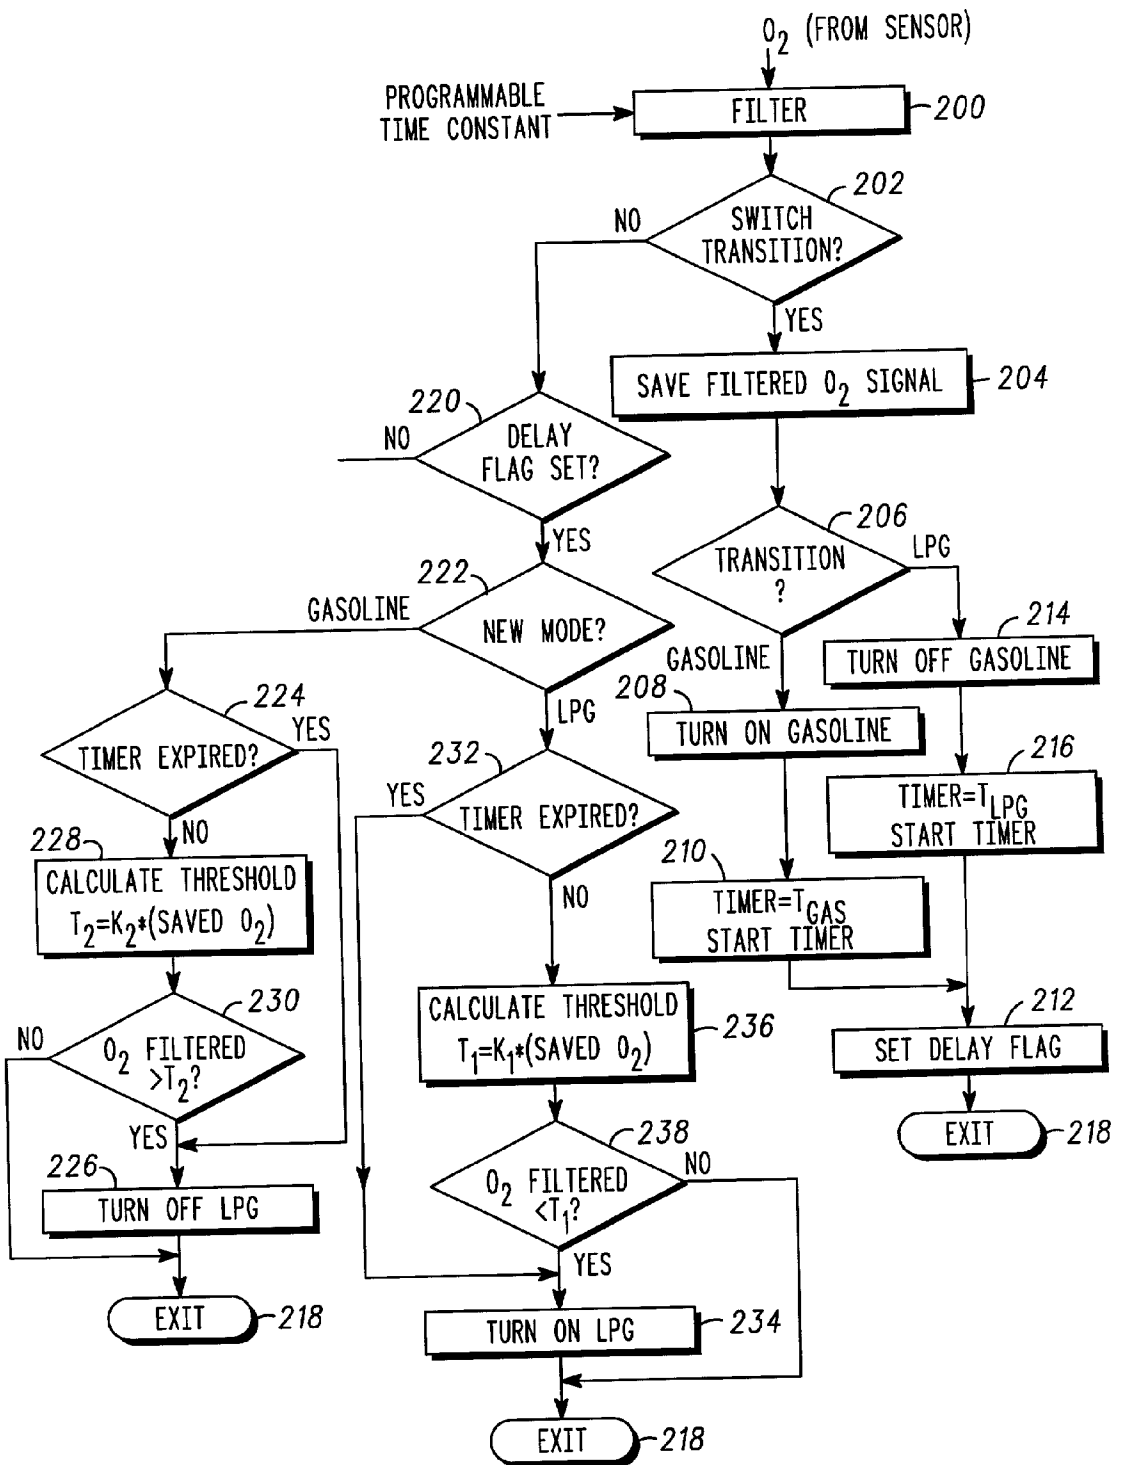 O2 (FROM SENSOR)
PROGRAMMABLE
TIME CONSTANT
FILTER
200
202
SWITCH
TRANSITION?
NO
YES
SAVE FILTERED O2 SIGNAL
204
220
DELAY
FLAG SET?
NO
YES
206
TRANSITION
?
LPG
GASOLINE
222
NEW MODE?
GASOLINE
LPG
214
TURN OFF GASOLINE
208
TURN ON GASOLINE
224
TIMER EXPIRED?
YES
NO
232
TIMER EXPIRED?
YES
NO
216
TIMER=TLPG
START TIMER
210
TIMER=TGAS
START TIMER
228
CALCULATE THRESHOLD
T2=K2*(SAVED O2)
230
O2 FILTERED
>T2?
NO
YES
CALCULATE THRESHOLD
T1=K1*(SAVED O2)
236
212
SET DELAY FLAG
EXIT
218
238
O2 FILTERED
<T1?
NO
YES
226
TURN OFF LPG
EXIT
218
TURN ON LPG
234
EXIT
218